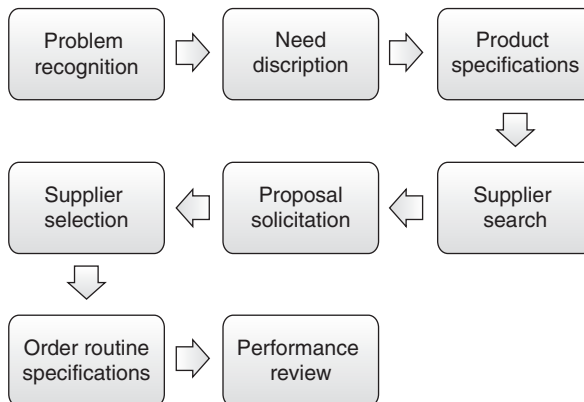 Problem
recognition
Need
discription
Product
specifications
Supplier
selection
Proposal
solicitation
Supplier
search
Order routine
specifications
Performance
review